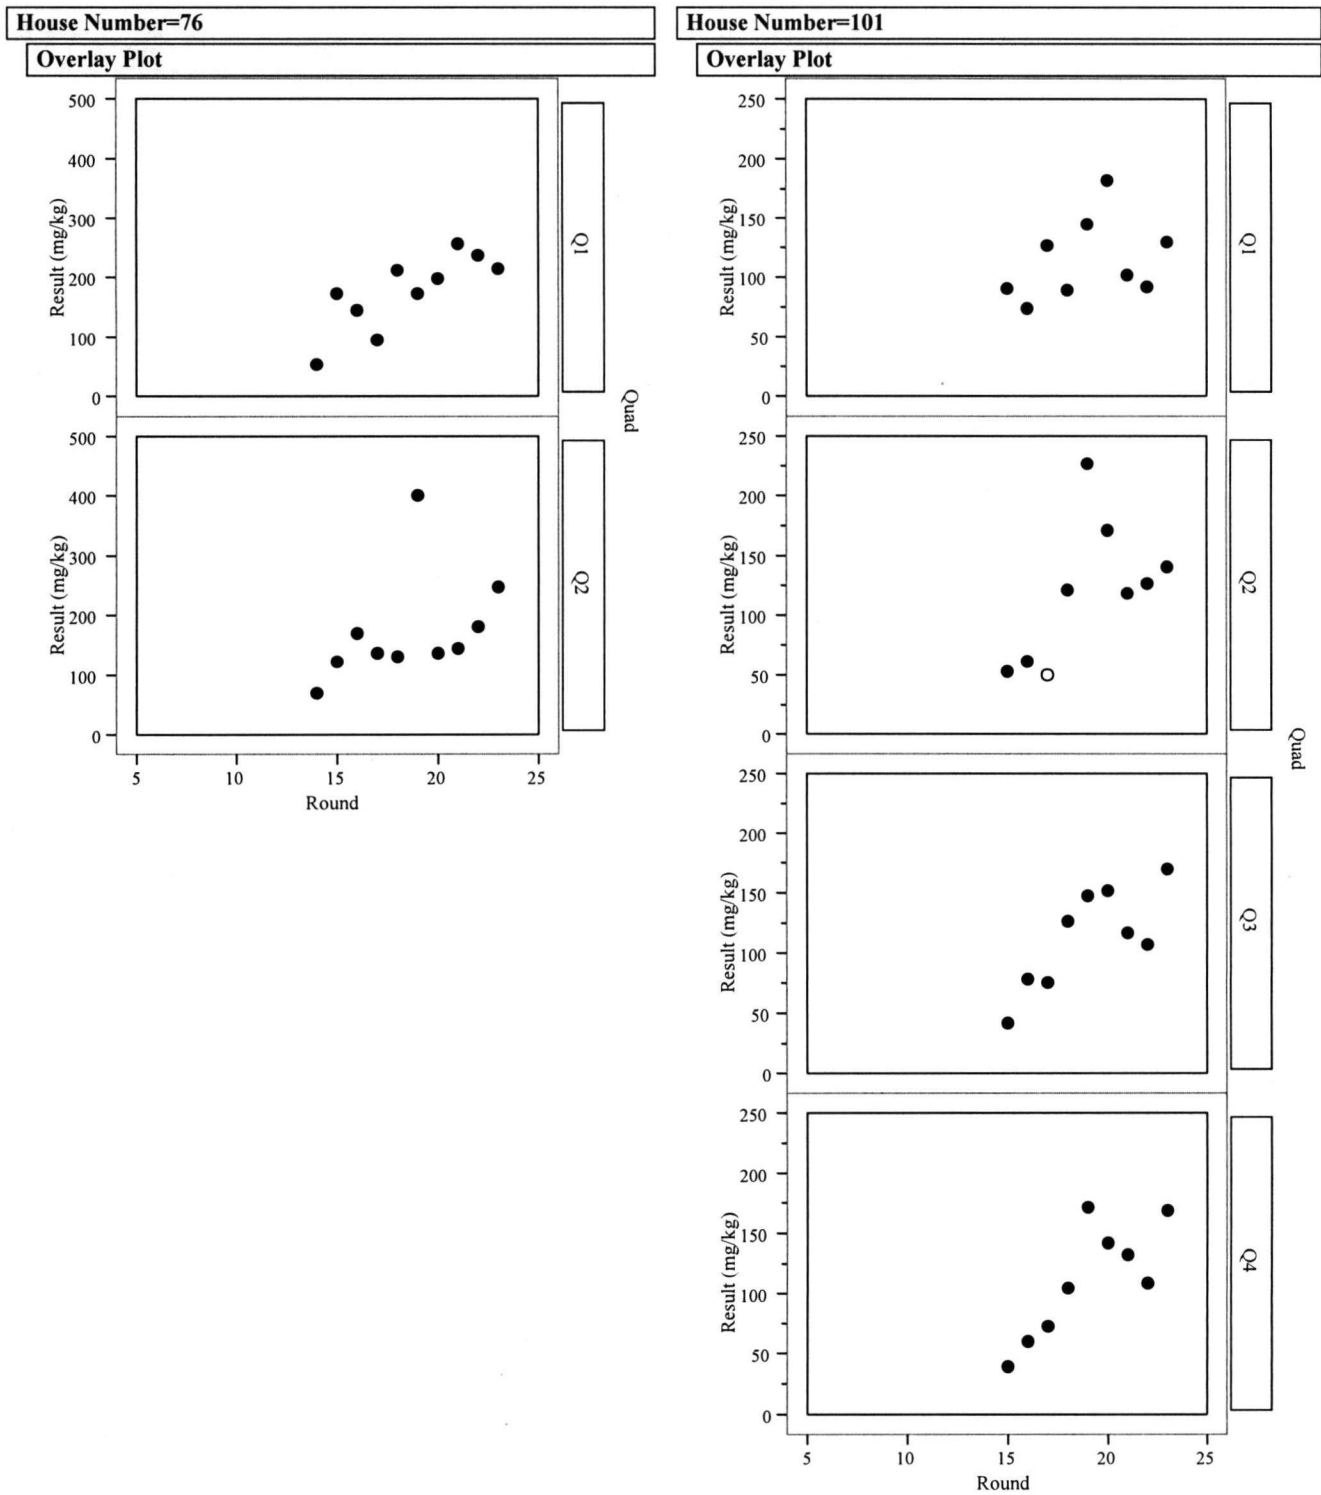 House Number=76
Overlay Plot
500
400
300
200
100
0
Result (mg/kg)
Q1
500
400
300
200
100
0
Result (mg/kg)
Q2
Quad
5 10 15 20 25
Round
House Number=101
Overlay Plot
250
200
150
100
50
0
Result (mg/kg)
Q1
250
200
150
100
50
0
Result (mg/kg)
Q2
Quad
250
200
150
100
50
0
Result (mg/kg)
Q3
250
200
150
100
50
0
Result (mg/kg)
Q4
5 10 15 20 25
Round